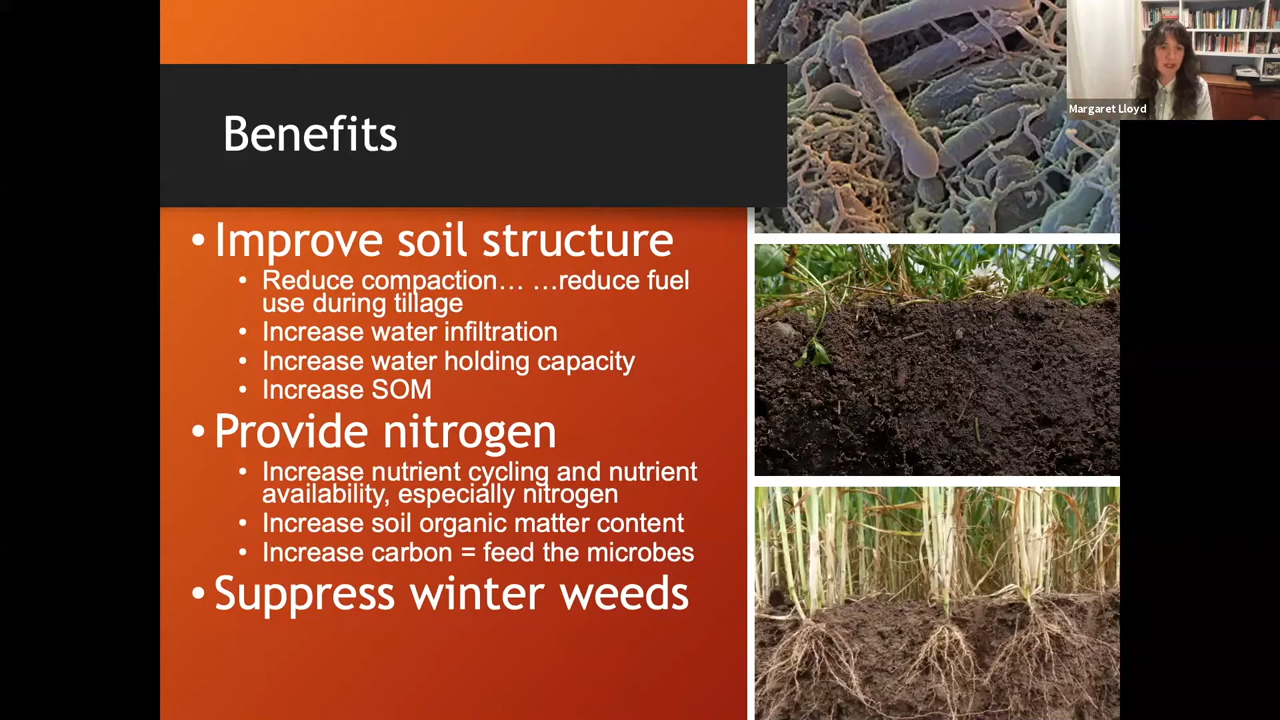 Benefits
• Improve soil structure
• Reduce compaction… …reduce fuel
use during tillage
• Increase water infiltration
• Increase water holding capacity
• Increase SOM
• Provide nitrogen
• Increase nutrient cycling and nutrient
availability, especially nitrogen
• Increase soil organic matter content
• Increase carbon = feed the microbes
• Suppress winter weeds
Margaret Lloyd